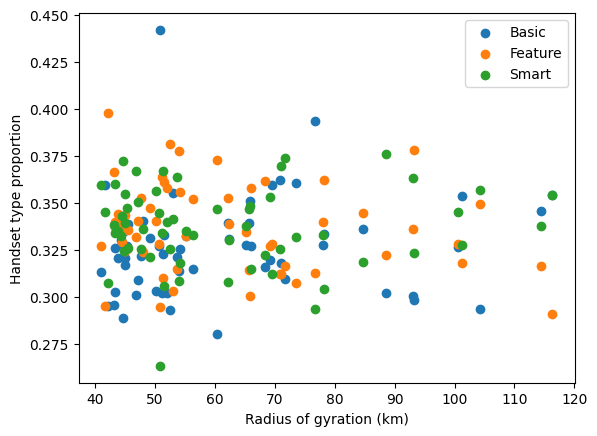 0.450
0.425
0.400
0.375
0.350
0.325
0.300
0.275
Handset type proportion
40 50 60 70 80 90 100 110 120
Radius of gyration (km)
Basic
Feature
Smart